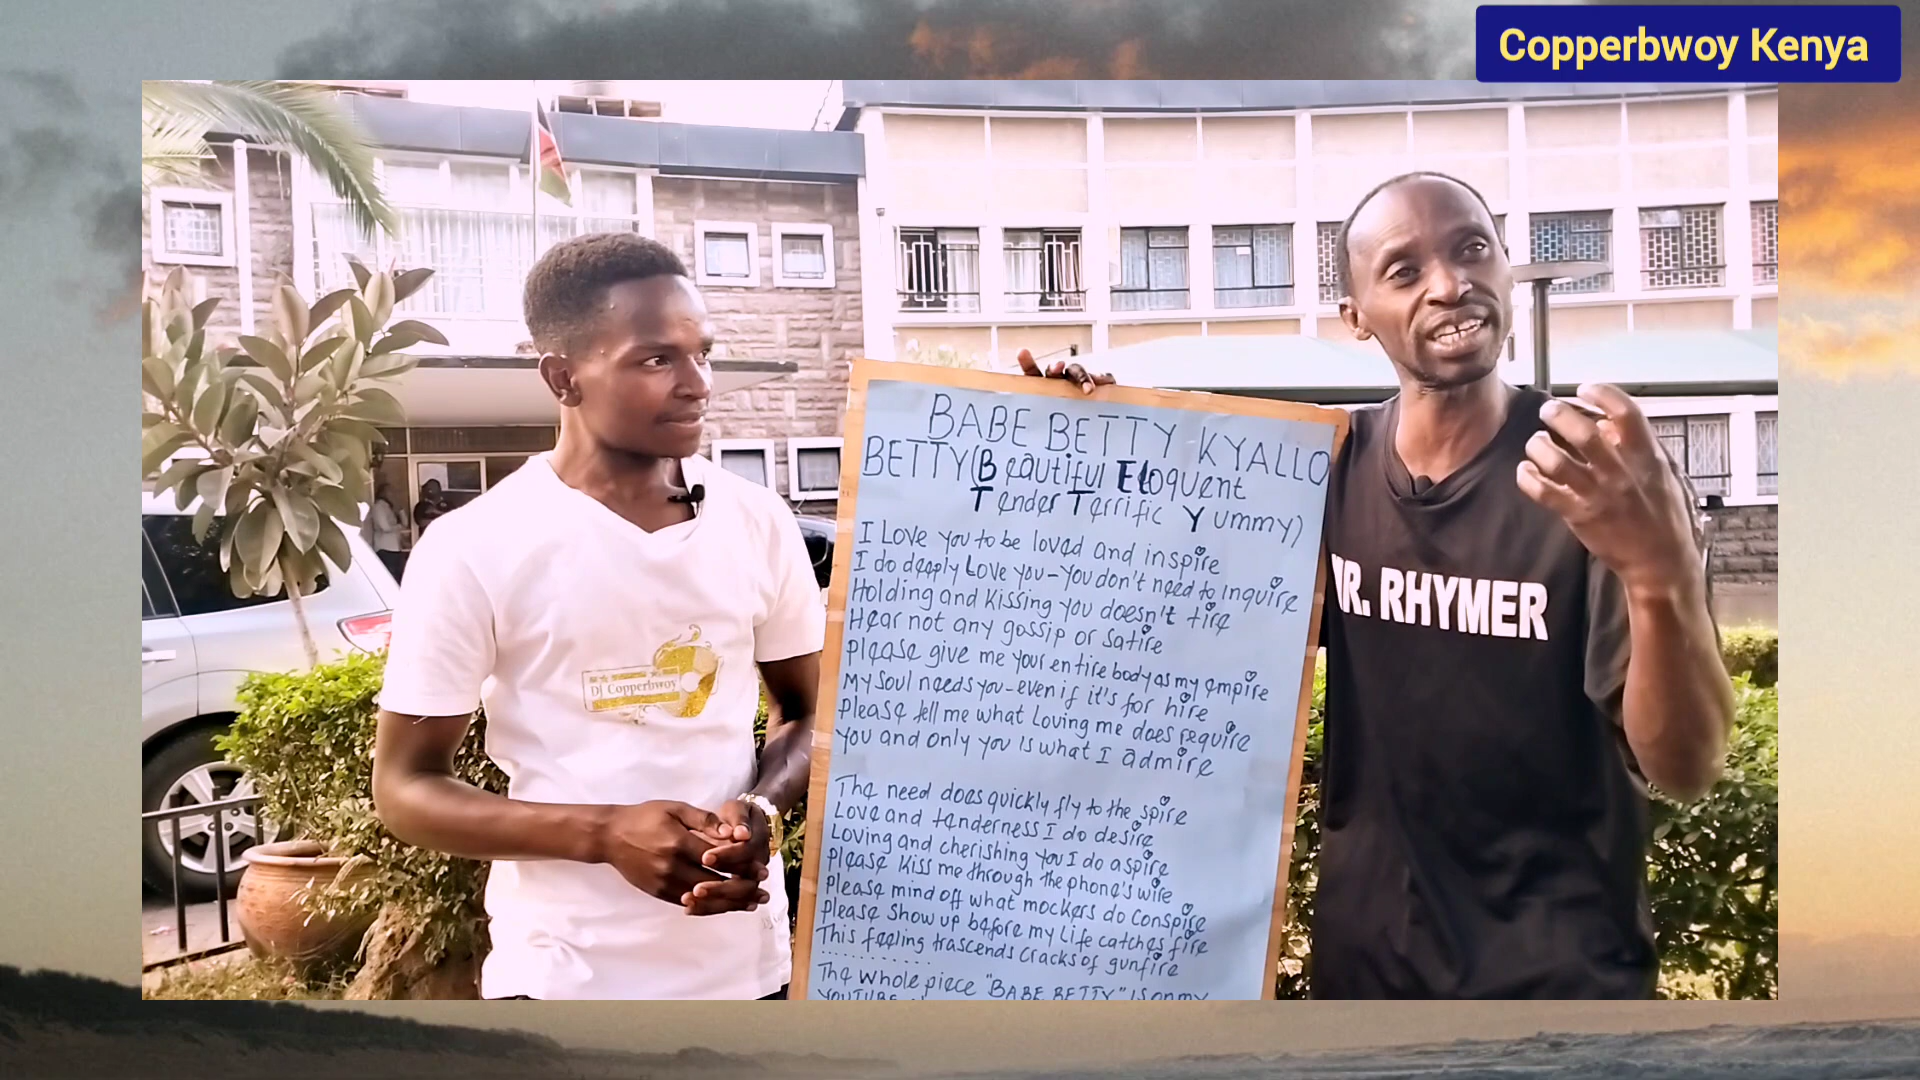 Copperbwoy Kenya
BABE BETTY KYALLO
BETTY(Beautiful Eloquent
Tender Terrific Yummy)
I Love you to be loved and inspire
I do deeply Love you-You don't need to inquire
Holding and Kissing you doesn't tire
Hear not any gossip or Satire
Please give me your entire body as my empire
My Soul needs you-even if it's for hire
Please tell me what Loving me does require
You and only you is what I admire
The need does quickly fly to the spire
Love and tenderness I do desire
Loving and cherishing you I do aspire
Please Kiss me through the phone's wire
Please mind off what mockers do Conspire
Please Show up before my Life catches fire
This feeling trascends Cracks of gunfire
............
The whole piece "BABE BETTY" is on my
YOUTUBE
MR. RHYMER
DJ Copperbwoy